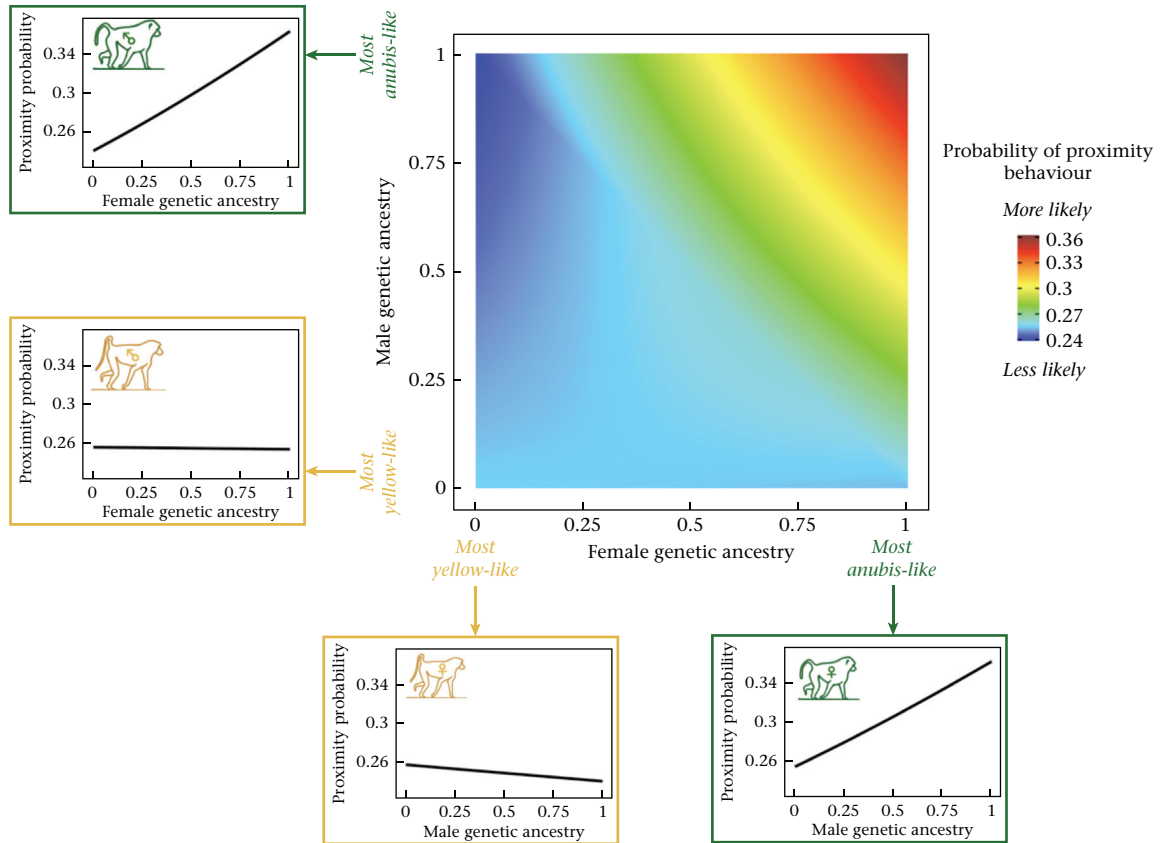 Proximity probability
0.34
0.3
0.26
0
0.25
0.5
0.75
1
Female genetic ancestry
Most
anubis-like
Proximity probability
0.34
0.3
0.26
0
0.25
0.5
0.75
1
Female genetic ancestry
Most
yellow-like
Male genetic ancestry
1
0.75
0.5
0.25
0
0
0.25
0.5
0.75
1
Female genetic ancestry
Probability of proximity
behaviour
More likely
0.36
0.33
0.3
0.27
0.24
Less likely
Most
yellow-like
Most
anubis-like
Proximity probability
0.34
0.3
0.26
0
0.25
0.5
0.75
1
Male genetic ancestry
Proximity probability
0.34
0.3
0.26
0
0.25
0.5
0.75
1
Male genetic ancestry